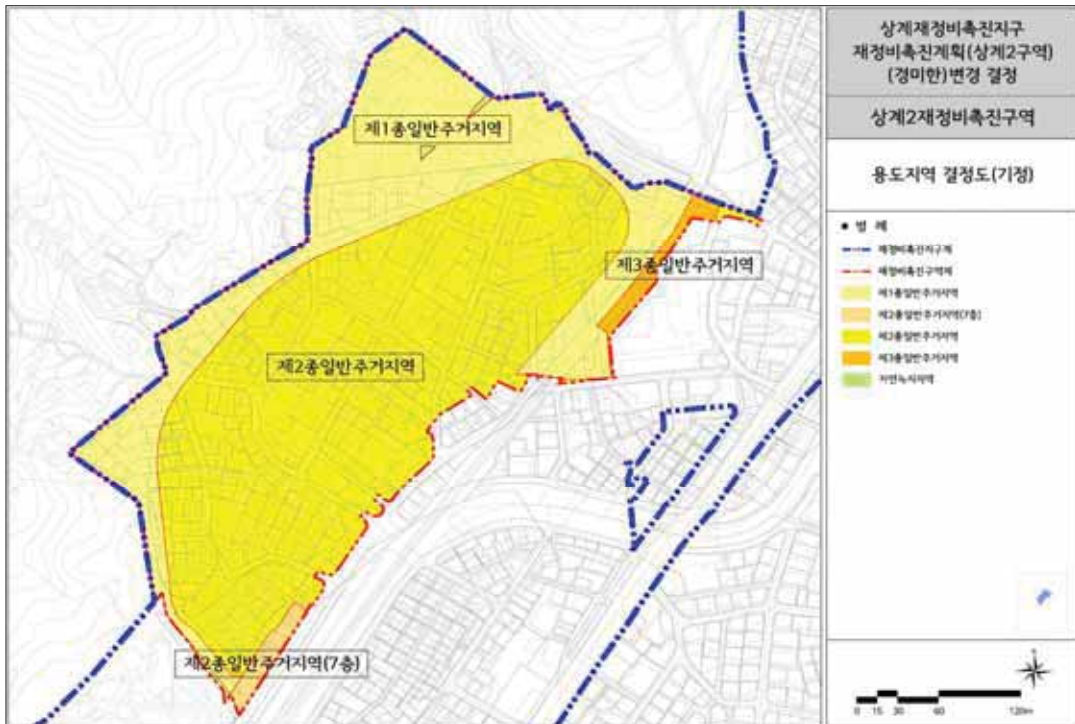 상계재정비촉진지구
재정비촉진계획(상계2구역)
(경미한)변경 결정
상계2재정비촉진구역
용도지역 결정도(기정)
범 례
재정비촉진지구계
재정비촉진구역계
제1종일반주거지역
제2종일반주거지역(7층)
제2종일반주거지역
제3종일반주거지역
자연녹지지역
제1종일반주거지역
제3종일반주거지역
제2종일반주거지역
제2종일반주거지역(7층)
0 15 30 60 120m